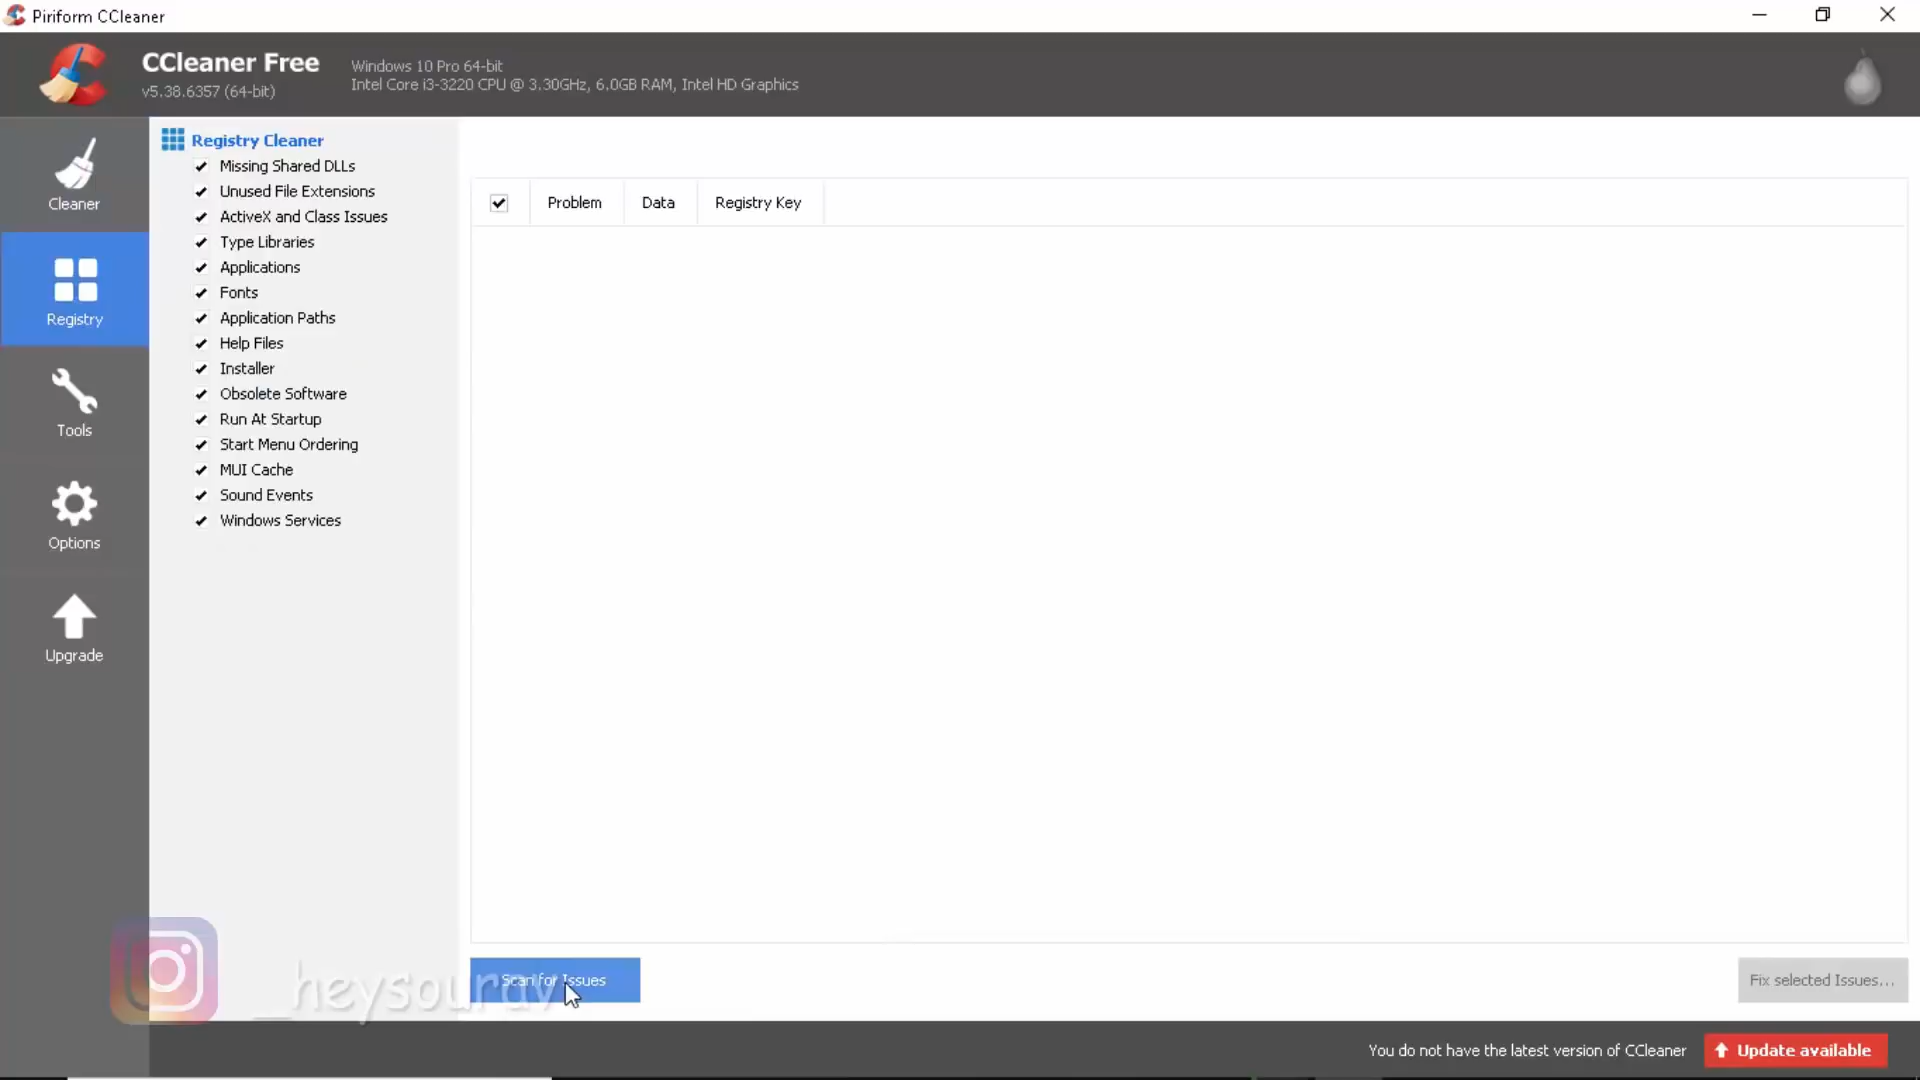 Piriform CCleaner
CCleaner Free
v5.38.6357 (64-bit)
Windows 10 Pro 64-bit
Intel Core i3-3220 CPU @ 3.30GHz, 6.0GB RAM, Intel HD Graphics
Cleaner
Registry
Tools
Options
Upgrade
Registry Cleaner
Missing Shared DLLs
Unused File Extensions
ActiveX and Class Issues
Type Libraries
Applications
Fonts
Application Paths
Help Files
Installer
Obsolete Software
Run At Startup
Start Menu Ordering
MUI Cache
Sound Events
Windows Services
Problem Data Registry Key
Scan for Issues
Fix selected Issues...
_heysourav
You do not have the latest version of CCleaner
Update available